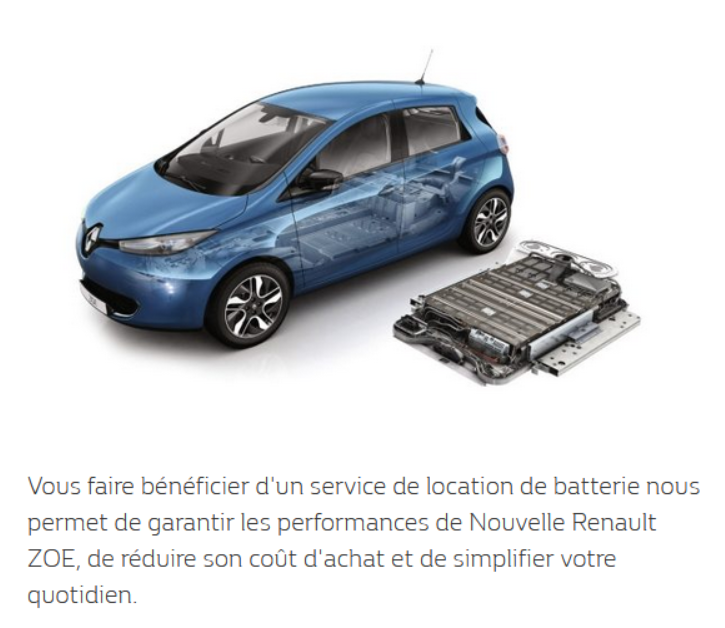 Vous faire bénéficier d'un service de location de batterie nous
permet de garantir les performances de Nouvelle Renault
ZOE, de réduire son coût d'achat et de simplifier votre
quotidien.